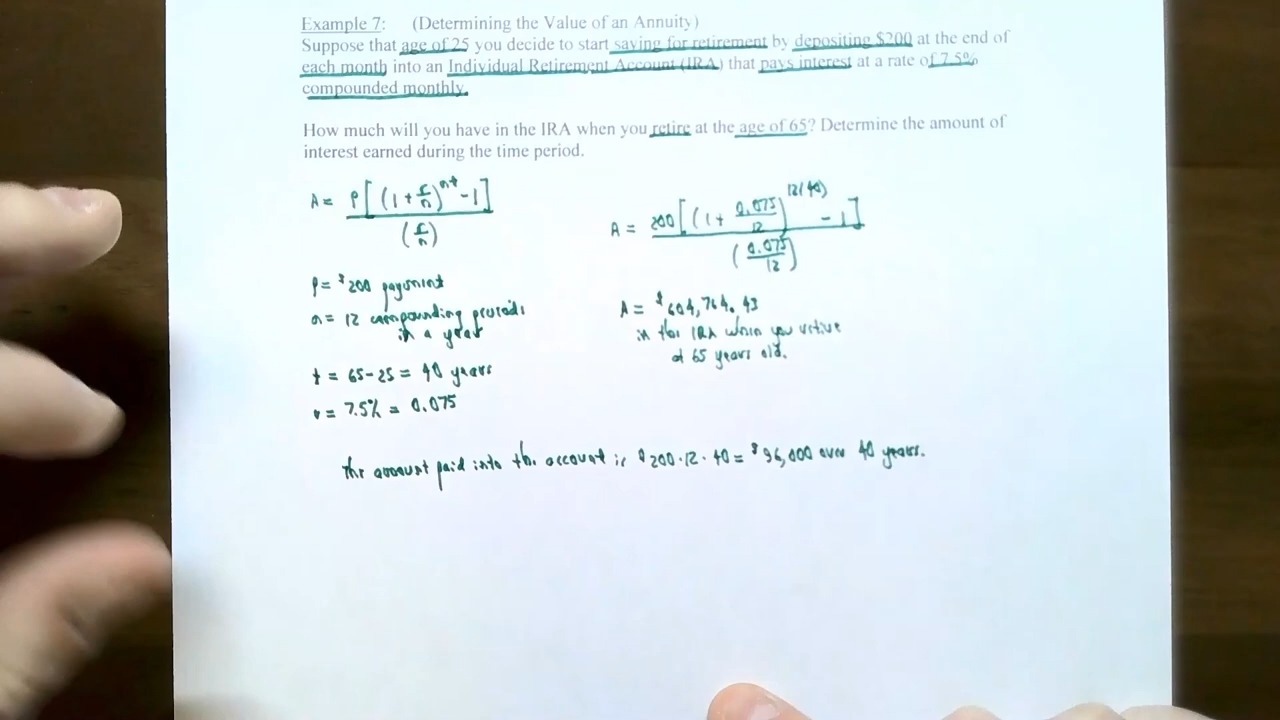 Example 7: (Determining the Value of an Annuity)
Suppose that age of 25 you decide to start saving for retirement by depositing $200 at the end of
each month into an Individual Retirement Account (IRA) that pays interest at a rate of 7.5%
compounded monthly.
How much will you have in the IRA when you retire at the age of 65? Determine the amount of
interest earned during the time period.
A = P[(1 + r/n)^nt - 1] / (r/n)
P = $200 payment
n = 12 compounding periods
in a year
t = 65-25 = 40 years
r = 7.5% = 0.075
A = 200[(1 + 0.075/12)^12(40) - 1] / (0.075/12)
A = $604,764.43
in the IRA when you retire
at 65 years old.
The amount paid into the account is $200·12·40 = $96,000 over 40 years.